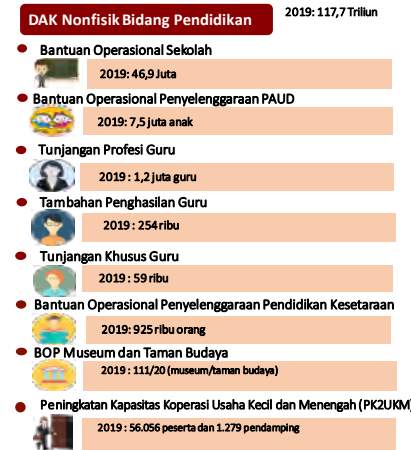 DAK Nonfisik Bidang Pendidikan
2019: 117,7 Triliun
Bantuan Operasional Sekolah
2019: 46,9 Juta
Bantuan Operasional Penyelenggaraan PAUD
2019: 7,5 juta anak
Tunjangan Profesi Guru
2019 : 1,2 juta guru
Tambahan Penghasilan Guru
2019 : 254 ribu
Tunjangan Khusus Guru
2019 : 59 ribu
Bantuan Operasional Penyelenggaraan Pendidikan Kesetaraan
2019: 925 ribu orang
BOP Museum dan Taman Budaya
2019 : 111/20 (museum/taman budaya)
Peningkatan Kapasitas Koperasi Usaha Kecil dan Menengah (PK2UKM)
2019 : 56.056 peserta dan 1.279 pendamping